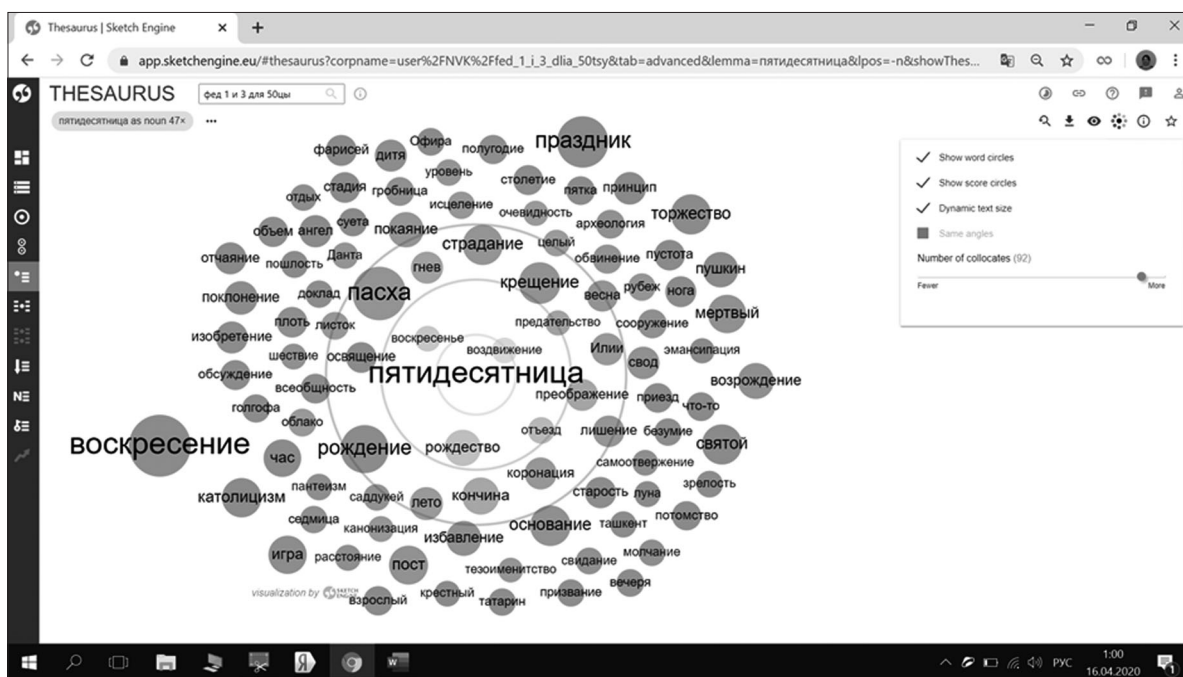 Thesaurus | Sketch Engine
app.sketchengine.eu/#thesaurus?corpname=user%2FNVK%2Ffed_1_i_3_dlia_50tsy&tab=advanced&lemma=пятидесятница&lpos=-n&showThes...
THESAURUS
фед 1 и 3 для 50цы
пятидесятница as noun 47×
Show word circles
Show score circles
Dynamic text size
Same angles
Number of collocates (92)
Fewer More
Офира праздник
фарисей дитя полугодие
уровень
столетие
отдых стадия гробница пятка принцип
исцеление
очевидность торжество
объем ангел суета покаяние археология
страдание целый
отчаяние Данта обвинение пустота
пошлость гнев пушкин
крещение
поклонение доклад пасха весна рубеж нога
мертвый
плоть листок предательство сооружение
изобретение воскресенье
шествие освящение воздвижение Илии эмансипация
свод
обсуждение пятидесятница возрождение
всеобщность преображение приезд
голгофа что-то
облако отъезд лишение безумие
воскресение рождение рождество святой
час самоотвержение
коронация
пантеизм зрелость
католицизм саддукей лето кончина старость луна
потомство
седмица канонизация основание ташкент
избавление
игра расстояние пост свидание молчание
тезоименитство
вечеря
взрослый крестный татарин призвание
visualization by SKETCH ENGINE
РУС
1:00
16.04.2020